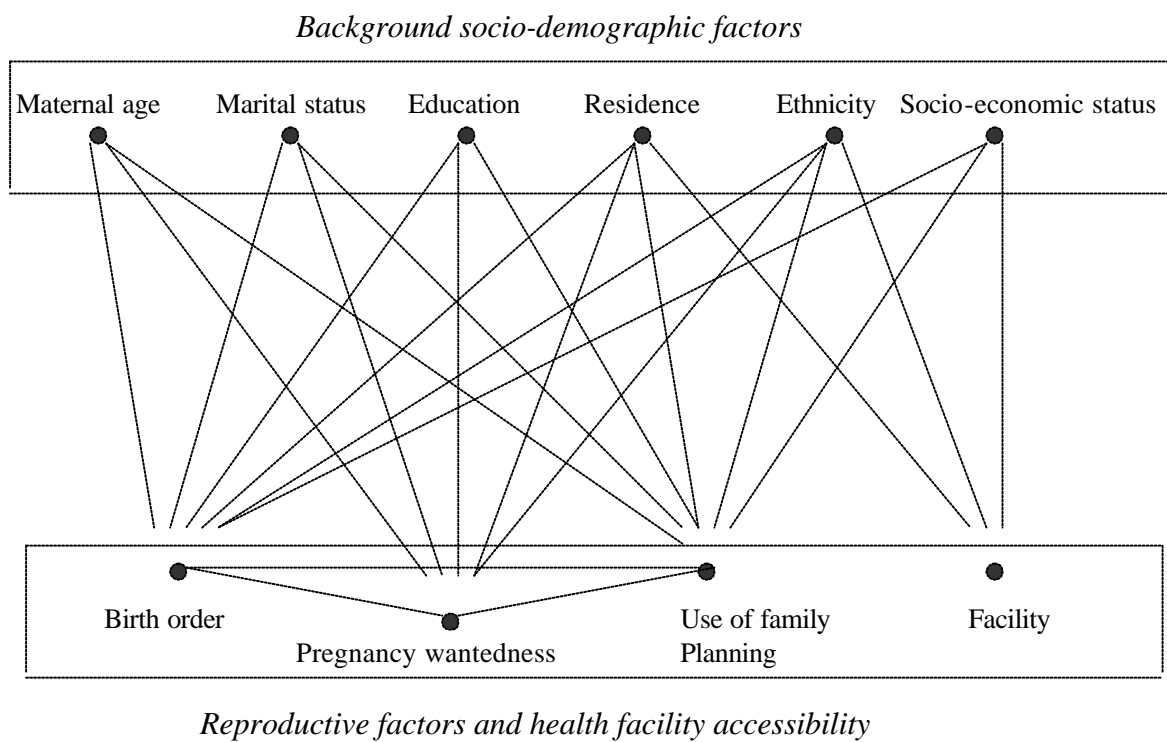 Background socio-demographic factors
Maternal age Marital status Education Residence Ethnicity Socio-economic status
Birth order Use of family Facility
Pregnancy wantedness Planning
Reproductive factors and health facility accessibility